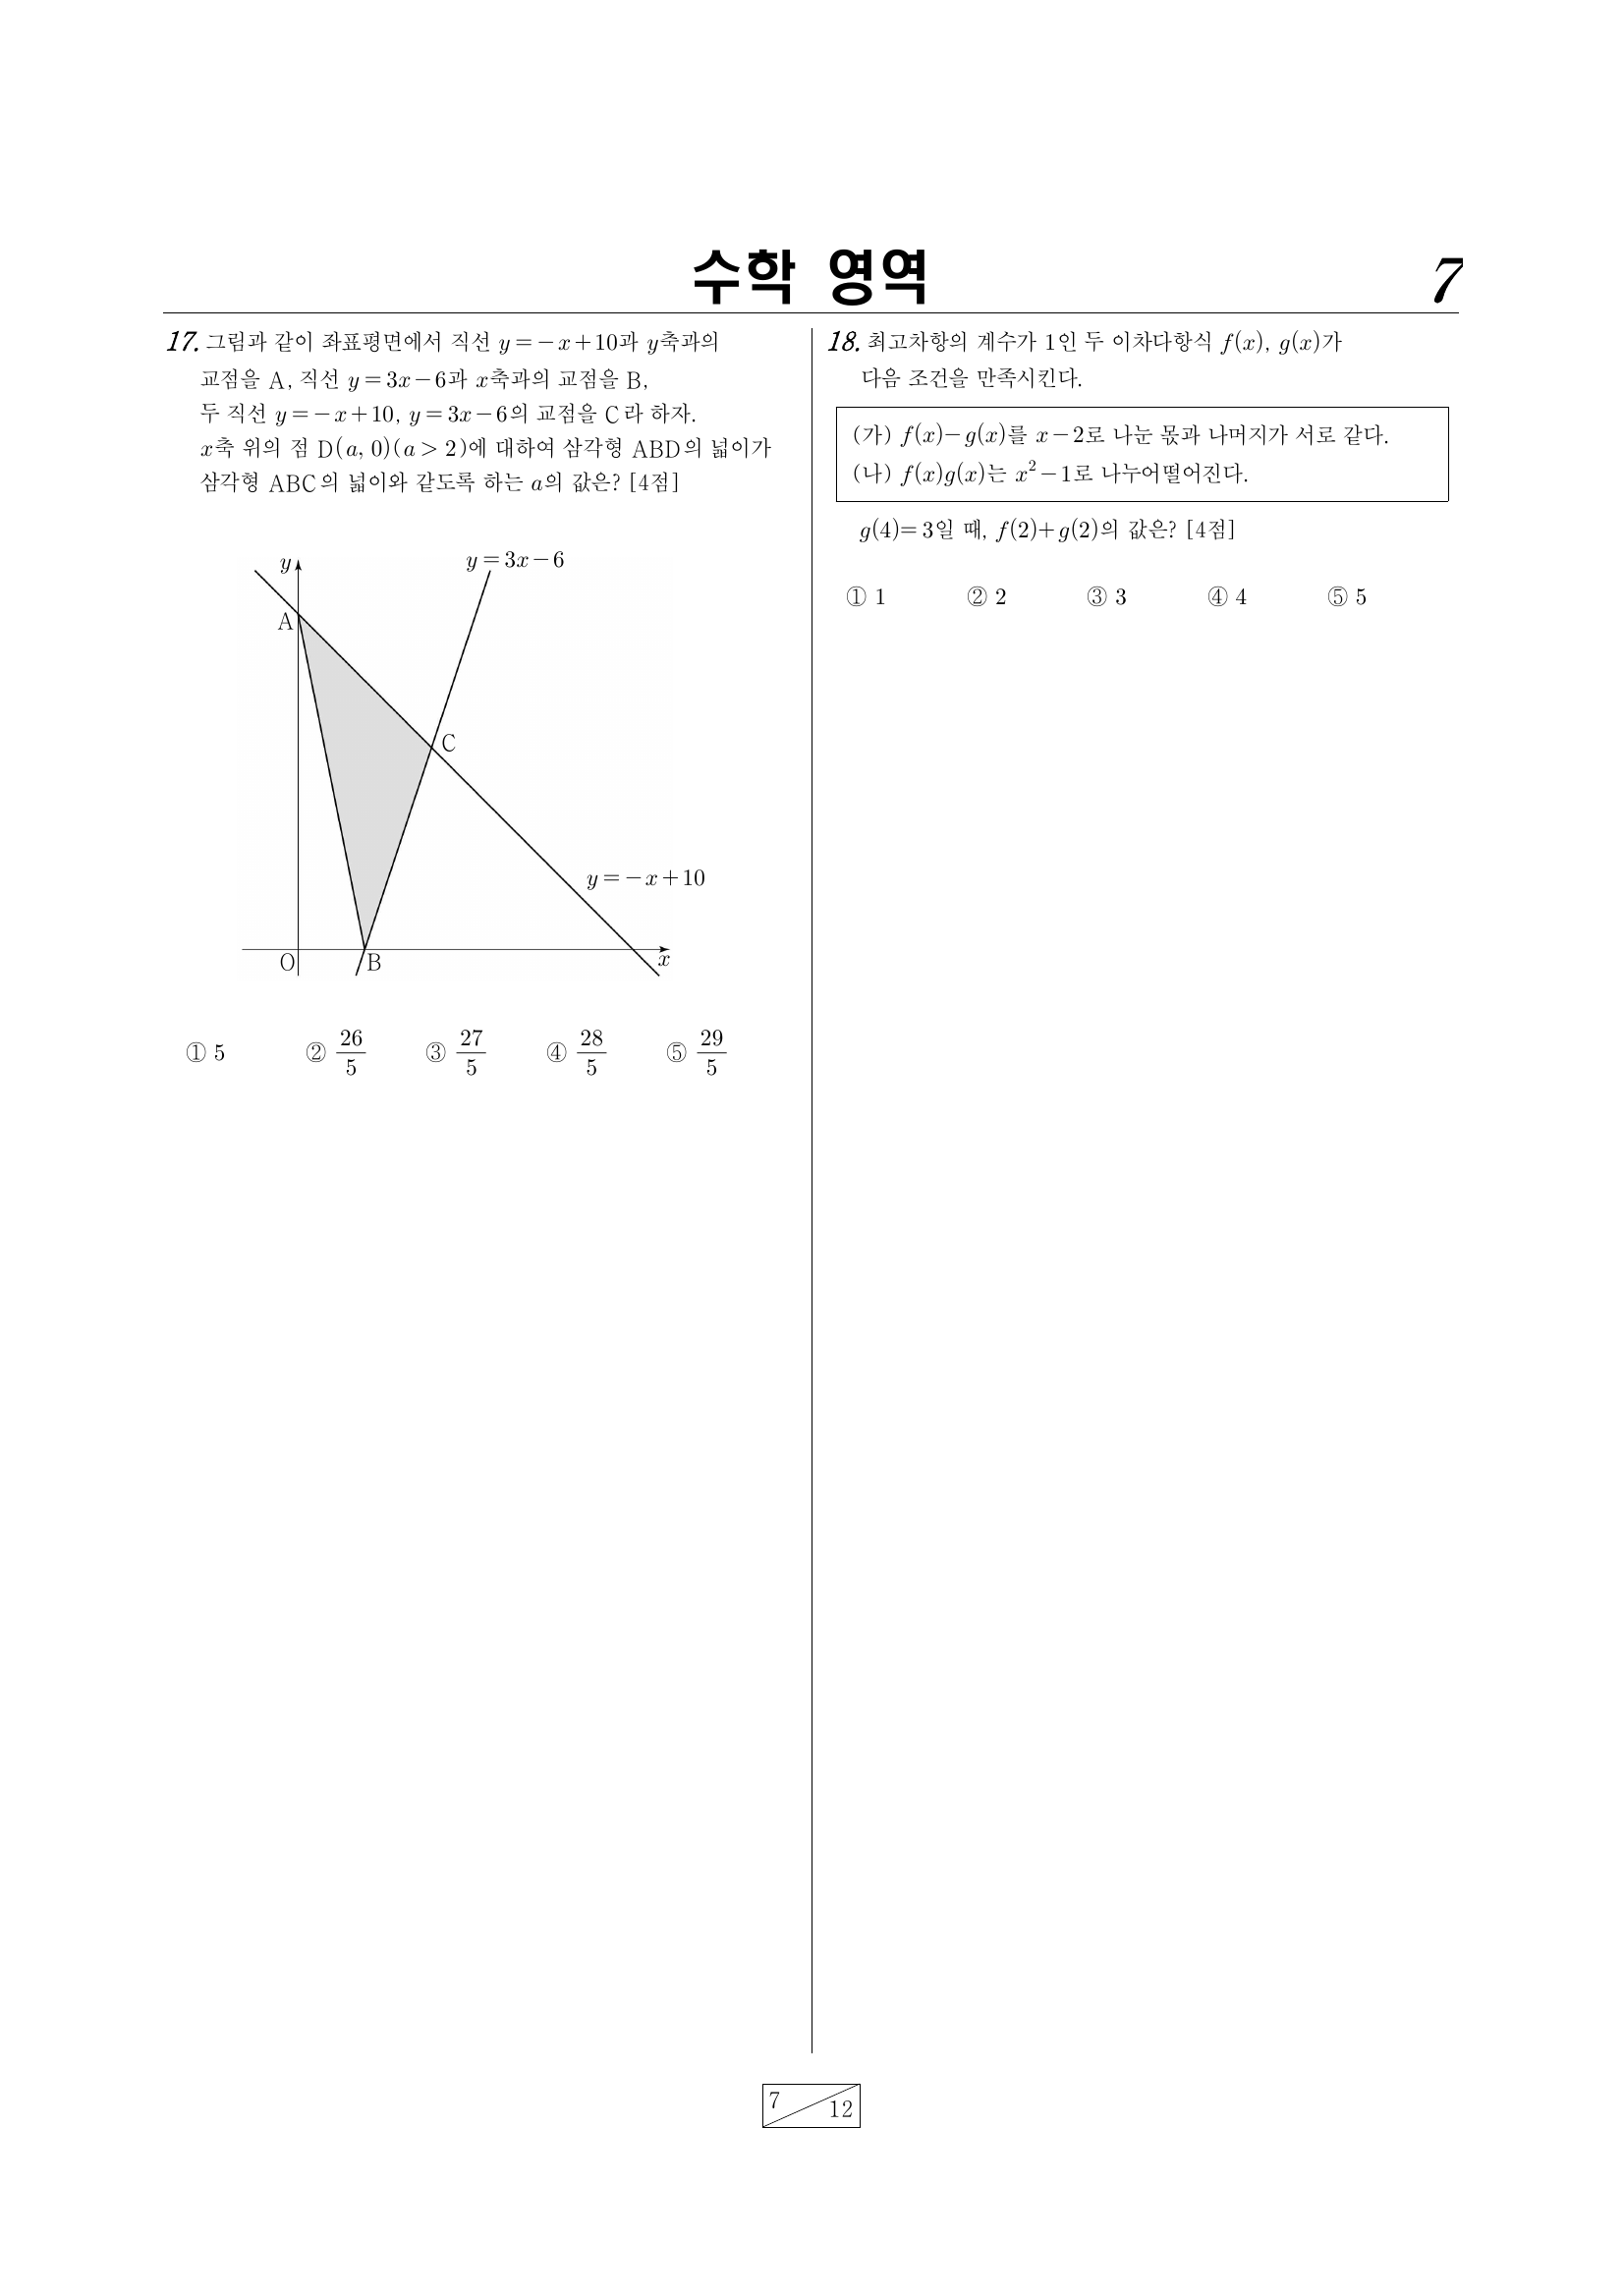 수학 영역
7
17. 그림과 같이 좌표평면에서 직선 y=-x+10과 y축과의
교점을 A, 직선 y=3x-6과 x축과의 교점을 B,
두 직선 y=-x+10, y=3x-6의 교점을 C라 하자.
x축 위의 점 D(a, 0)(a>2)에 대하여 삼각형 ABD의 넓이가
삼각형 ABC의 넓이와 같도록 하는 a의 값은? [4점]
y
y=3x-6
A
C
y=-x+10
O
B
x
① 5 ② 26/5 ③ 27/5 ④ 28/5 ⑤ 29/5
18. 최고차항의 계수가 1인 두 이차다항식 f(x), g(x)가
다음 조건을 만족시킨다.
(가) f(x)-g(x)를 x-2로 나눈 몫과 나머지가 서로 같다.
(나) f(x)g(x)는 x²-1로 나누어떨어진다.
g(4)=3일 때, f(2)+g(2)의 값은? [4점]
① 1 ② 2 ③ 3 ④ 4 ⑤ 5
7
12